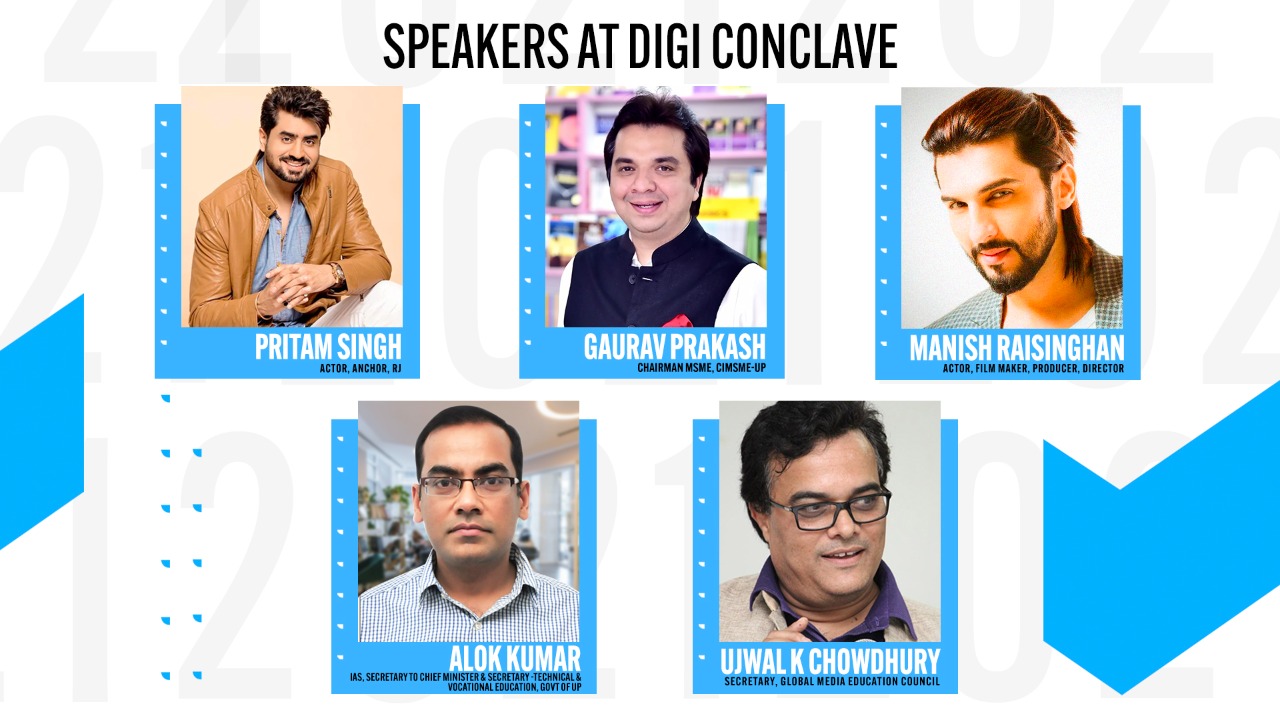 SPEAKERS AT DIGI CONCLAVE
PRITAM SINGH
ACTOR, ANCHOR, RJ
GAURAV PRAKASH
CHAIRMAN MSME, CIMSME-UP
MANISH RAISINGHAN
ACTOR, FILM MAKER, PRODUCER, DIRECTOR
ALOK KUMAR
IAS, SECRETARY TO CHIEF MINISTER & SECRETARY -TECHNICAL &
VOCATIONAL EDUCATION, GOVT OF UP
UJWAL K CHOWDHURY
SECRETARY, GLOBAL MEDIA EDUCATION COUNCIL